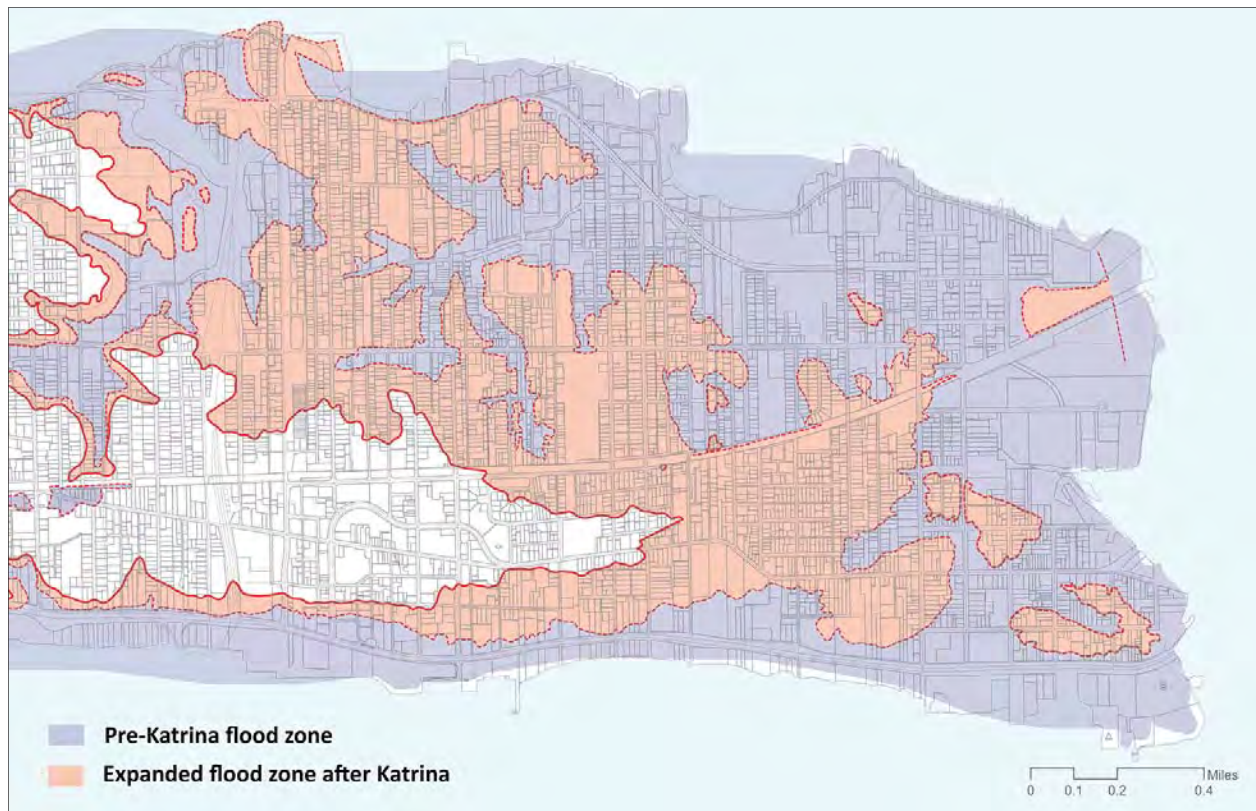 Pre-Katrina flood zone
Expanded flood zone after Katrina
Miles
0 0.1 0.2 0.4